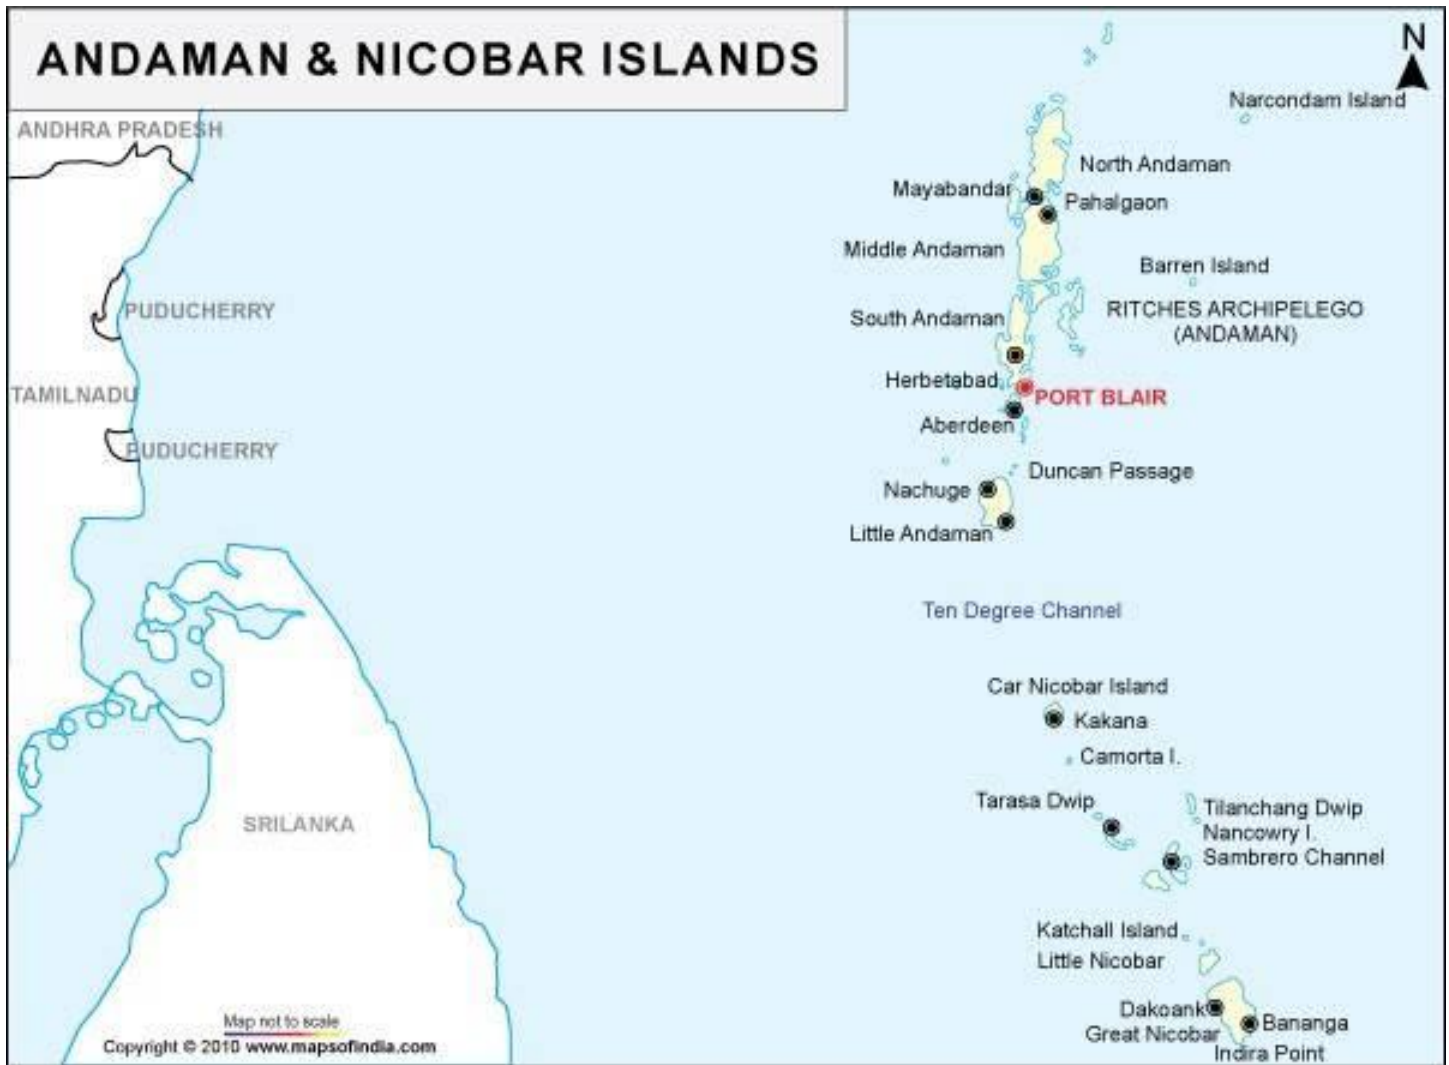 ANDAMAN & NICOBAR ISLANDS
N
Narcondam Island
ANDHRA PRADESH
North Andaman
Mayabandar
Pahalgaon
Middle Andaman
Barren Island
PUDUCHERRY
RITCHES ARCHIPELEGO
(ANDAMAN)
South Andaman
Herbetabad
TAMILNADU
PORT BLAIR
Aberdeen
PUDUCHERRY
Duncan Passage
Nachuge
Little Andaman
Ten Degree Channel
Car Nicobar Island
Kakana
Camorta I.
Tarasa Dwip
Tilanchang Dwip
Nancowry I.
Sambrero Channel
SRILANKA
Katchall Island
Little Nicobar
Dakoank
Bananga
Great Nicobar
Indira Point
Map not to scale
Copyright © 2010 www.mapsofindia.com